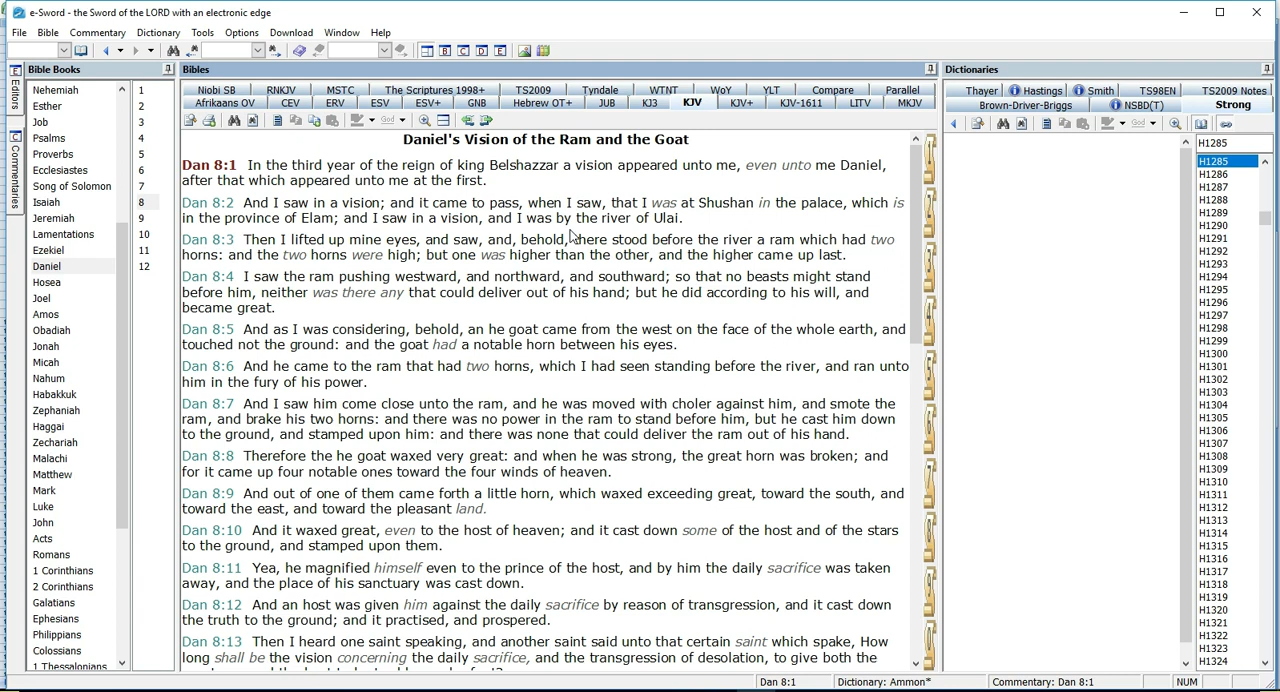 e-Sword - the Sword of the LORD with an electronic edge
File Bible Commentary Dictionary Tools Options Download Window Help
B C D E
E Editors
C Commentaries
Bible Books
Nehemiah
Esther
Job
Psalms
Proverbs
Ecclesiastes
Song of Solomon
Isaiah
Jeremiah
Lamentations
Ezekiel
Daniel
Hosea
Joel
Amos
Obadiah
Jonah
Micah
Nahum
Habakkuk
Zephaniah
Haggai
Zechariah
Malachi
Matthew
Mark
Luke
John
Acts
Romans
1 Corinthians
2 Corinthians
Galatians
Ephesians
Philippians
Colossians
1 Thessalonians
1
2
3
4
5
6
7
8
9
10
11
12
Bibles
Niobi SB RNKJV MSTC The Scriptures 1998+ TS2009 Tyndale WTNT WoY YLT Compare Parallel
Afrikaans OV CEV ERV ESV ESV+ GNB Hebrew OT+ JUB KJ3 KJV KJV+ KJV-1611 LITV MKJV
God
Daniel's Vision of the Ram and the Goat
Dan 8:1 In the third year of the reign of king Belshazzar a vision appeared unto me, even unto me Daniel,
after that which appeared unto me at the first.
Dan 8:2 And I saw in a vision; and it came to pass, when I saw, that I was at Shushan in the palace, which is
in the province of Elam; and I saw in a vision, and I was by the river of Ulai.
Dan 8:3 Then I lifted up mine eyes, and saw, and, behold, there stood before the river a ram which had two
horns: and the two horns were high; but one was higher than the other, and the higher came up last.
Dan 8:4 I saw the ram pushing westward, and northward, and southward; so that no beasts might stand
before him, neither was there any that could deliver out of his hand; but he did according to his will, and
became great.
Dan 8:5 And as I was considering, behold, an he goat came from the west on the face of the whole earth, and
touched not the ground: and the goat had a notable horn between his eyes.
Dan 8:6 And he came to the ram that had two horns, which I had seen standing before the river, and ran unto
him in the fury of his power.
Dan 8:7 And I saw him come close unto the ram, and he was moved with choler against him, and smote the
ram, and brake his two horns: and there was no power in the ram to stand before him, but he cast him down
to the ground, and stamped upon him: and there was none that could deliver the ram out of his hand.
Dan 8:8 Therefore the he goat waxed very great: and when he was strong, the great horn was broken; and
for it came up four notable ones toward the four winds of heaven.
Dan 8:9 And out of one of them came forth a little horn, which waxed exceeding great, toward the south, and
toward the east, and toward the pleasant land.
Dan 8:10 And it waxed great, even to the host of heaven; and it cast down some of the host and of the stars
to the ground, and stamped upon them.
Dan 8:11 Yea, he magnified himself even to the prince of the host, and by him the daily sacrifice was taken
away, and the place of his sanctuary was cast down.
Dan 8:12 And an host was given him against the daily sacrifice by reason of transgression, and it cast down
the truth to the ground; and it practised, and prospered.
Dan 8:13 Then I heard one saint speaking, and another saint said unto that certain saint which spake, How
long shall be the vision concerning the daily sacrifice, and the transgression of desolation, to give both the
1
2
3
4
5
6
7
8
9
0
Dictionaries
Thayer Hastings Smith TS98EN TS2009 Notes
Brown-Driver-Briggs NSBD(T) Strong
God
H1285
H1285
H1286
H1287
H1288
H1289
H1290
H1291
H1292
H1293
H1294
H1295
H1296
H1297
H1298
H1299
H1300
H1301
H1302
H1303
H1304
H1305
H1306
H1307
H1308
H1309
H1310
H1311
H1312
H1313
H1314
H1315
H1316
H1317
H1318
H1319
H1320
H1321
H1322
H1323
H1324
Dan 8:1 Dictionary: Ammon* Commentary: Dan 8:1 NUM